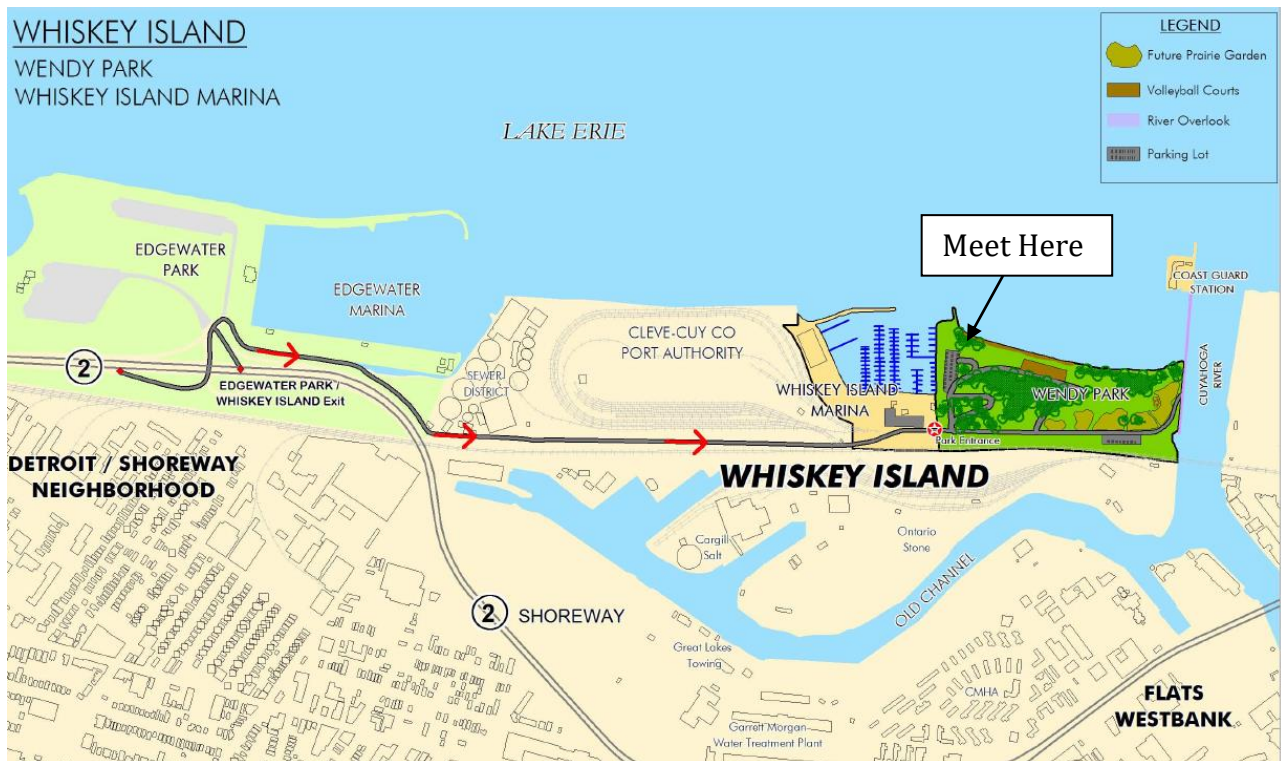 WHISKEY ISLAND
WENDY PARK
WHISKEY ISLAND MARINA
LEGEND
Future Prairie Garden
Volleyball Courts
River Overlook
Parking Lot
LAKE ERIE
Meet Here
EDGEWATER
PARK
EDGEWATER
MARINA
COAST GUARD
STATION
CLEVE-CUY CO
PORT AUTHORITY
CUYAHOGA
RIVER
2
EDGEWATER PARK /
WHISKEY ISLAND Exit
SEWER
DISTRICT
WHISKEY ISLAND
MARINA
WENDY PARK
Park Entrance
DETROIT / SHOREWAY
NEIGHBORHOOD
WHISKEY ISLAND
Cargill
Salt
Ontario
Stone
OLD CHANNEL
2
SHOREWAY
Great Lakes
Towing
CMHA
FLATS
WESTBANK
Garrett Morgan
Water Treatment Plant